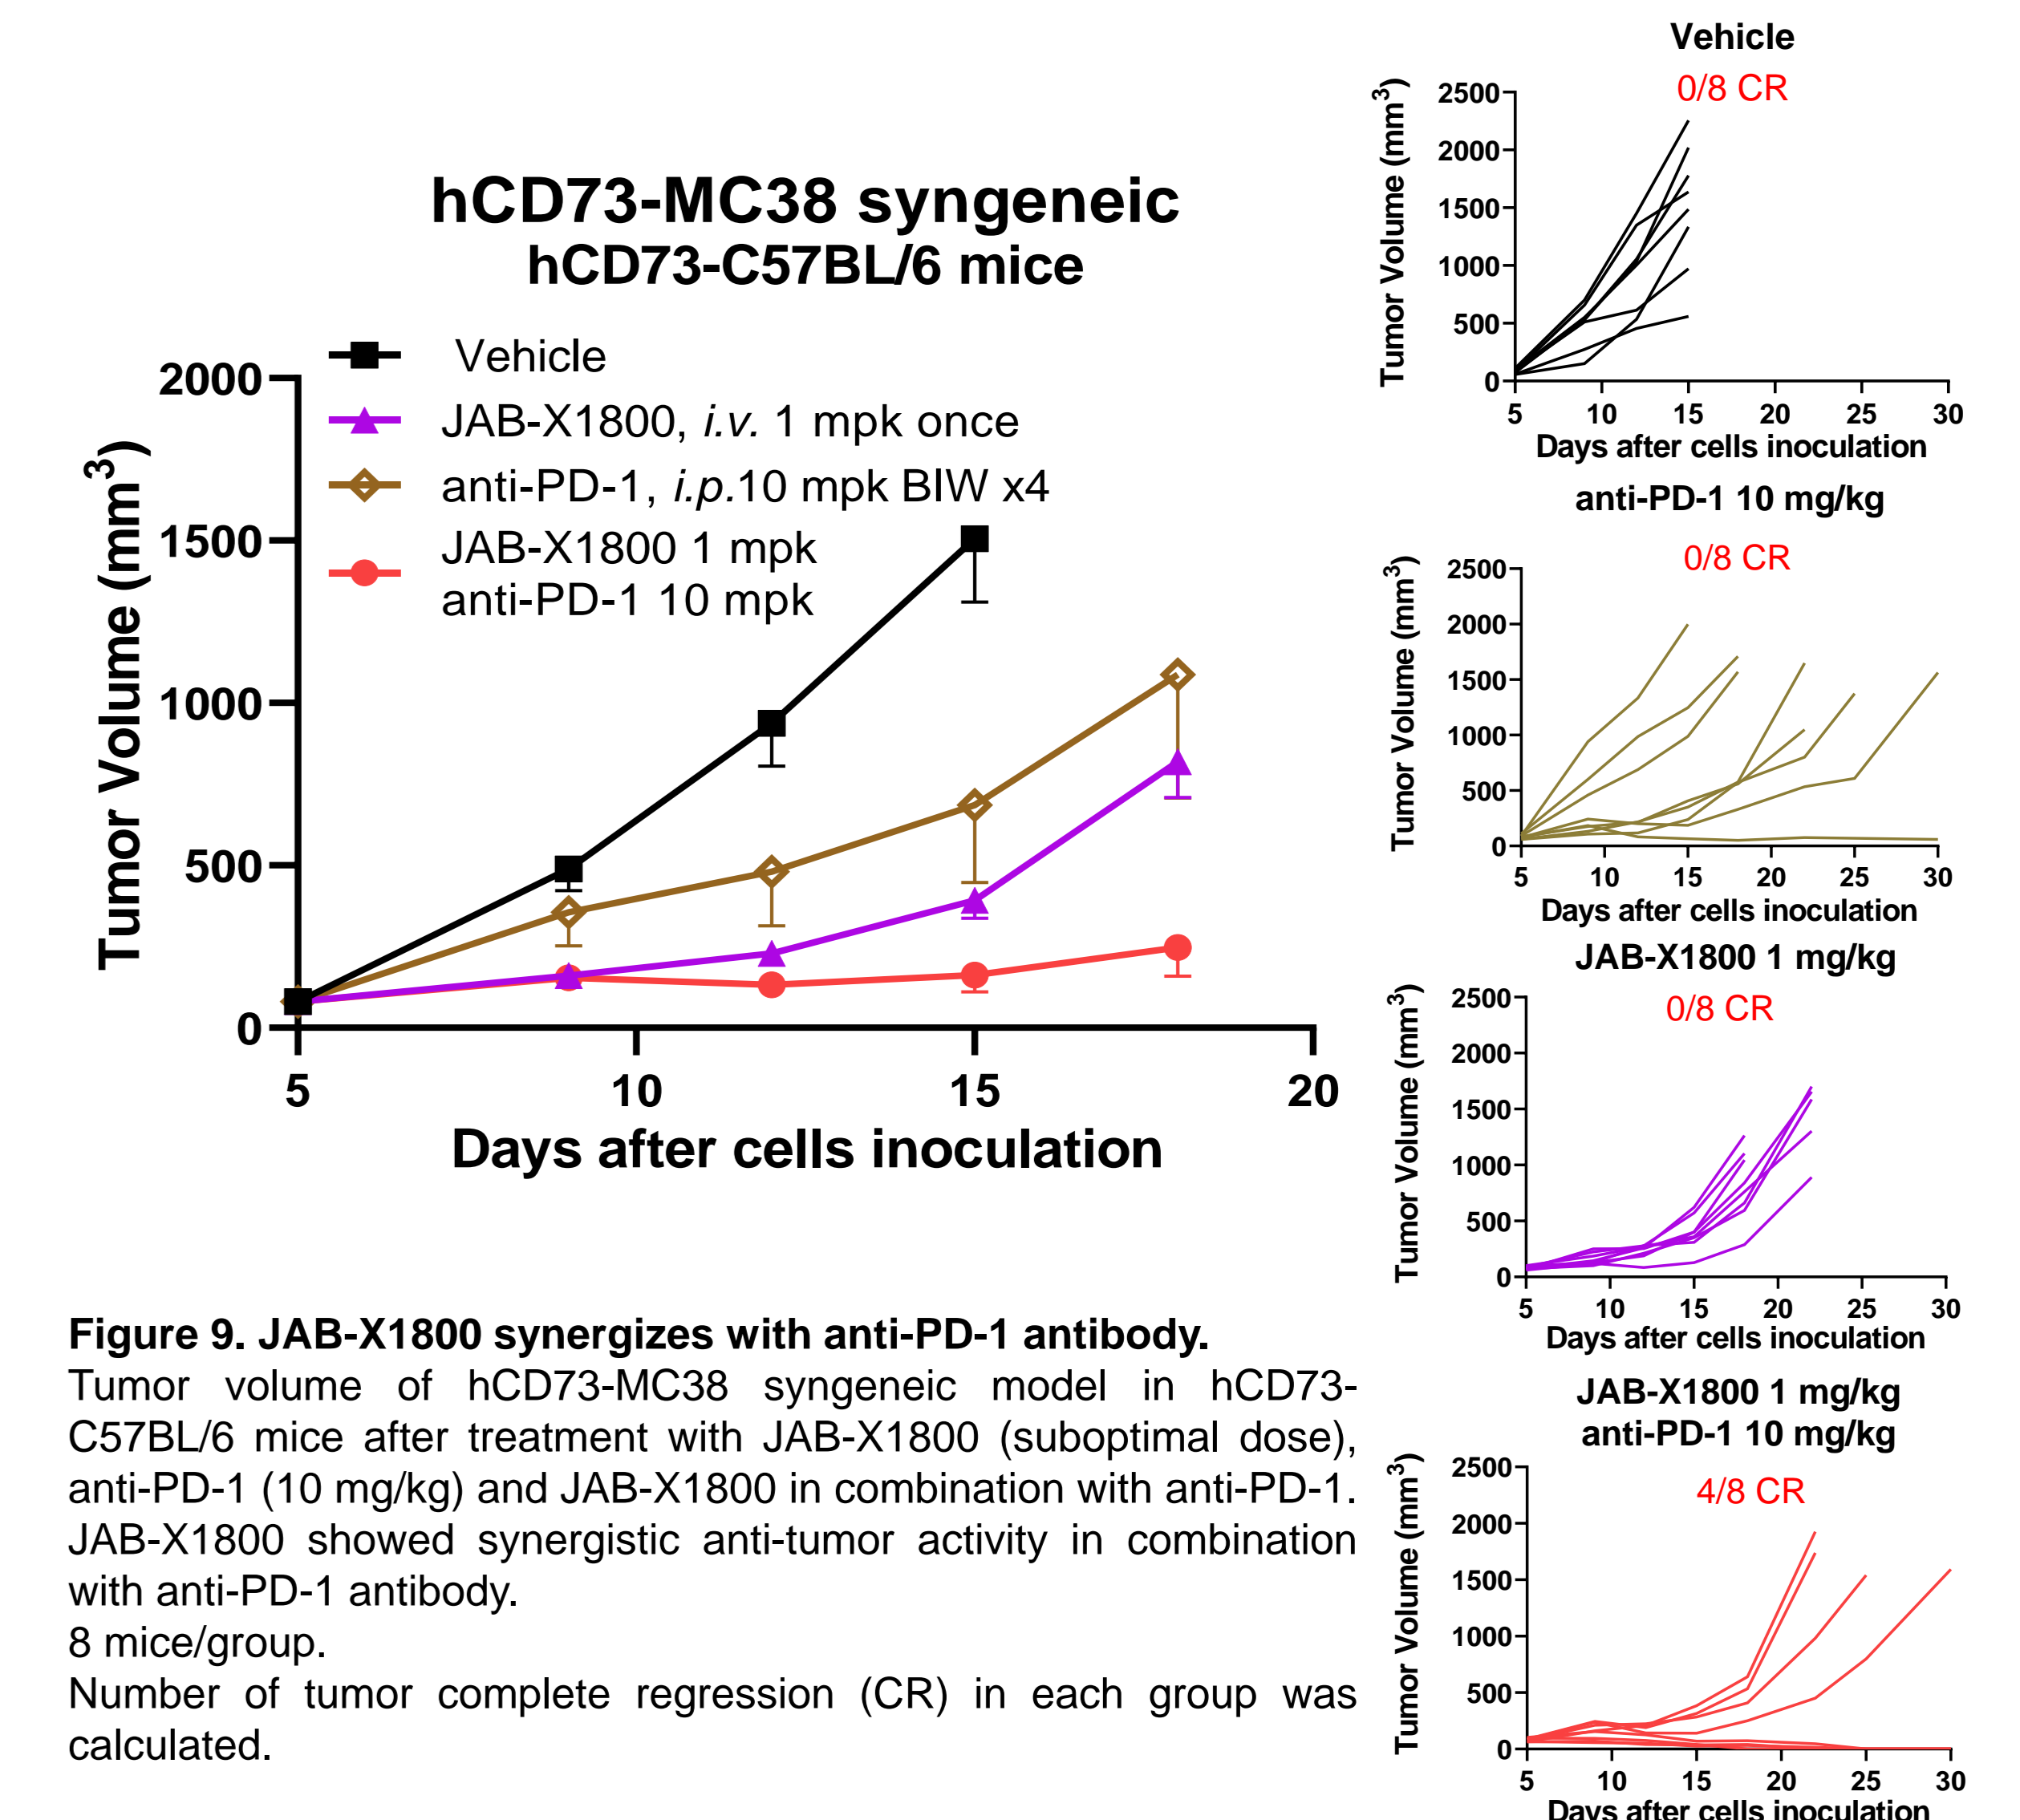 hCD73-MC38 syngeneic
hCD73-C57BL/6 mice
Vehicle
JAB-X1800, i.v. 1 mpk once
anti-PD-1, i.p.10 mpk BIW x4
JAB-X1800 1 mpk
anti-PD-1 10 mpk
Tumor Volume (mm³)
2000
1500
1000
500
0
5 10 15 20
Days after cells inoculation
Figure 9. JAB-X1800 synergizes with anti-PD-1 antibody.
Tumor volume of hCD73-MC38 syngeneic model in hCD73-
C57BL/6 mice after treatment with JAB-X1800 (suboptimal dose),
anti-PD-1 (10 mg/kg) and JAB-X1800 in combination with anti-PD-1.
JAB-X1800 showed synergistic anti-tumor activity in combination
with anti-PD-1 antibody.
8 mice/group.
Number of tumor complete regression (CR) in each group was
calculated.
Vehicle
0/8 CR
Tumor Volume (mm³)
2500
2000
1500
1000
500
0
5 10 15 20 25 30
Days after cells inoculation
anti-PD-1 10 mg/kg
0/8 CR
Tumor Volume (mm³)
2500
2000
1500
1000
500
0
5 10 15 20 25 30
Days after cells inoculation
JAB-X1800 1 mg/kg
0/8 CR
Tumor Volume (mm³)
2500
2000
1500
1000
500
0
5 10 15 20 25 30
Days after cells inoculation
JAB-X1800 1 mg/kg
anti-PD-1 10 mg/kg
4/8 CR
Tumor Volume (mm³)
2500
2000
1500
1000
500
0
5 10 15 20 25 30
Days after cells inoculation